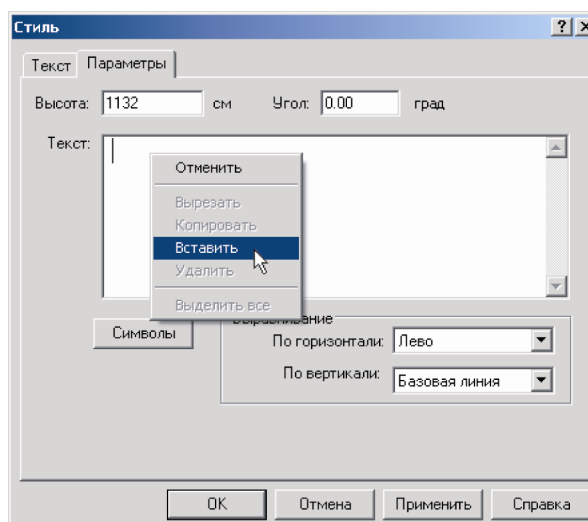 Стиль
Текст Параметры
Высота: 1132 см Угол: 0.00 град
Текст:
Отменить
Вырезать
Копировать
Вставить
Удалить
Выделить все
Символы
Выравнивание
По горизонтали: Лево
По вертикали: Базовая линия
OK Отмена Применить Справка